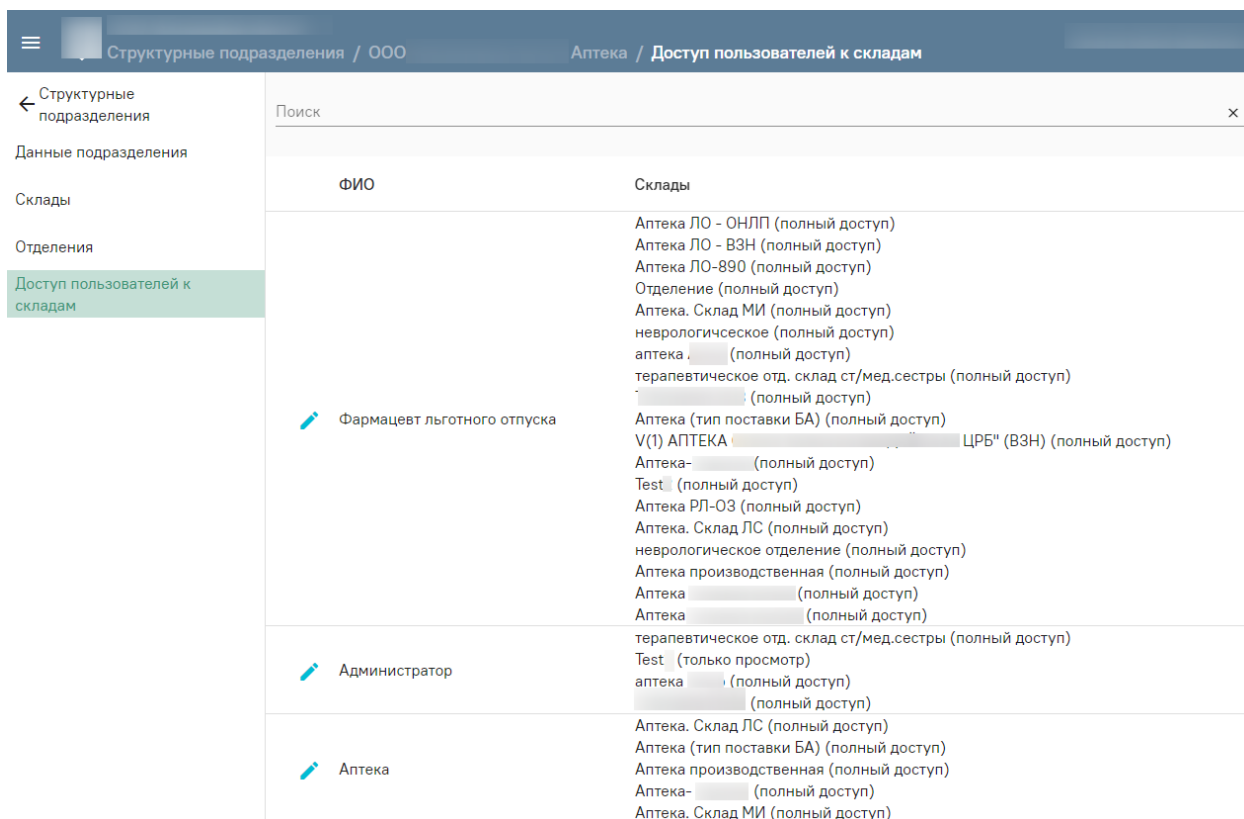 Структурные подразделения / ООО Аптека / Доступ пользователей к складам
Структурные
подразделения
Данные подразделения
Склады
Отделения
Доступ пользователей к
складам
Поиск
ФИО Склады
Аптека ЛО - ОНЛП (полный доступ)
Аптека ЛО - ВЗН (полный доступ)
Аптека ЛО-890 (полный доступ)
Отделение (полный доступ)
Аптека. Склад МИ (полный доступ)
неврологичсеское (полный доступ)
аптека (полный доступ)
терапевтическое отд. склад ст/мед.сестры (полный доступ)
(полный доступ)
Фармацевт льготного отпуска Аптека (тип поставки БА) (полный доступ)
V(1) АПТЕКА ЦРБ" (ВЗН) (полный доступ)
Аптека- (полный доступ)
Test (полный доступ)
Аптека РЛ-ОЗ (полный доступ)
Аптека. Склад ЛС (полный доступ)
неврологическое отделение (полный доступ)
Аптека производственная (полный доступ)
Аптека (полный доступ)
Аптека (полный доступ)
терапевтическое отд. склад ст/мед.сестры (полный доступ)
Администратор Test (только просмотр)
аптека (полный доступ)
(полный доступ)
Аптека. Склад ЛС (полный доступ)
Аптека (тип поставки БА) (полный доступ)
Аптека Аптека производственная (полный доступ)
Аптека- (полный доступ)
Аптека. Склад МИ (полный доступ)